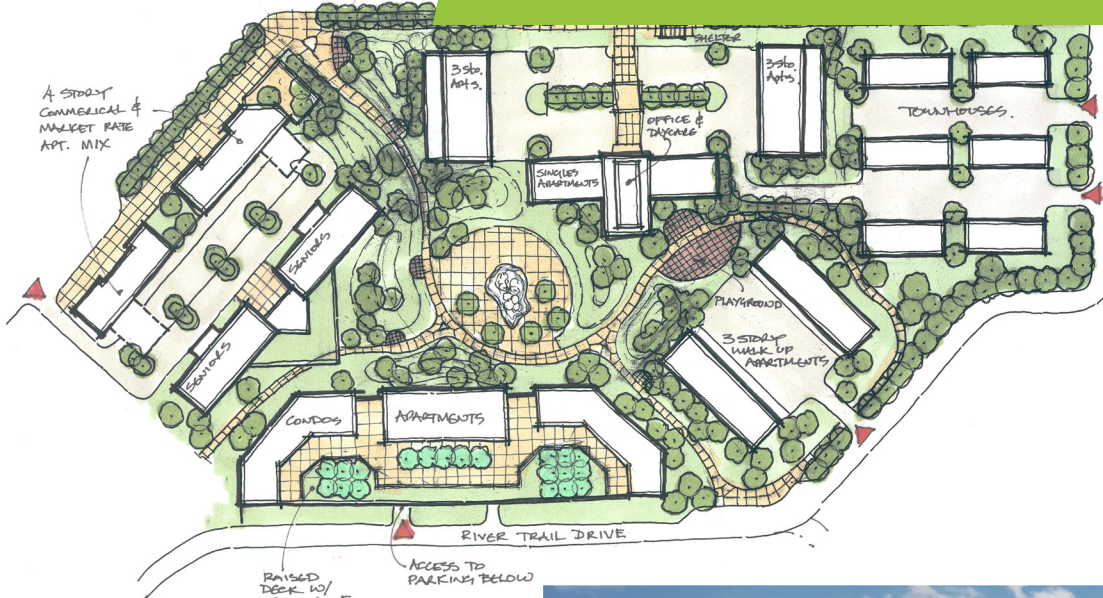 SHELTER
3 Sto.
Apts.
3 Sto.
Apts.
TOWNHOUSES.
4 STORY
COMMERICAL &
MARKET RATE
APT. MIX
OFFICE &
DAYCARE
SINGLES
APARTMENTS
SENIORS
SENIORS
PLAYGROUND
3 STORY
WALK UP
APARTMENTS
CONDOS
APARTMENTS
RIVER TRAIL DRIVE
ACCESS TO
PARKING BELOW
RAISED
DECK W/